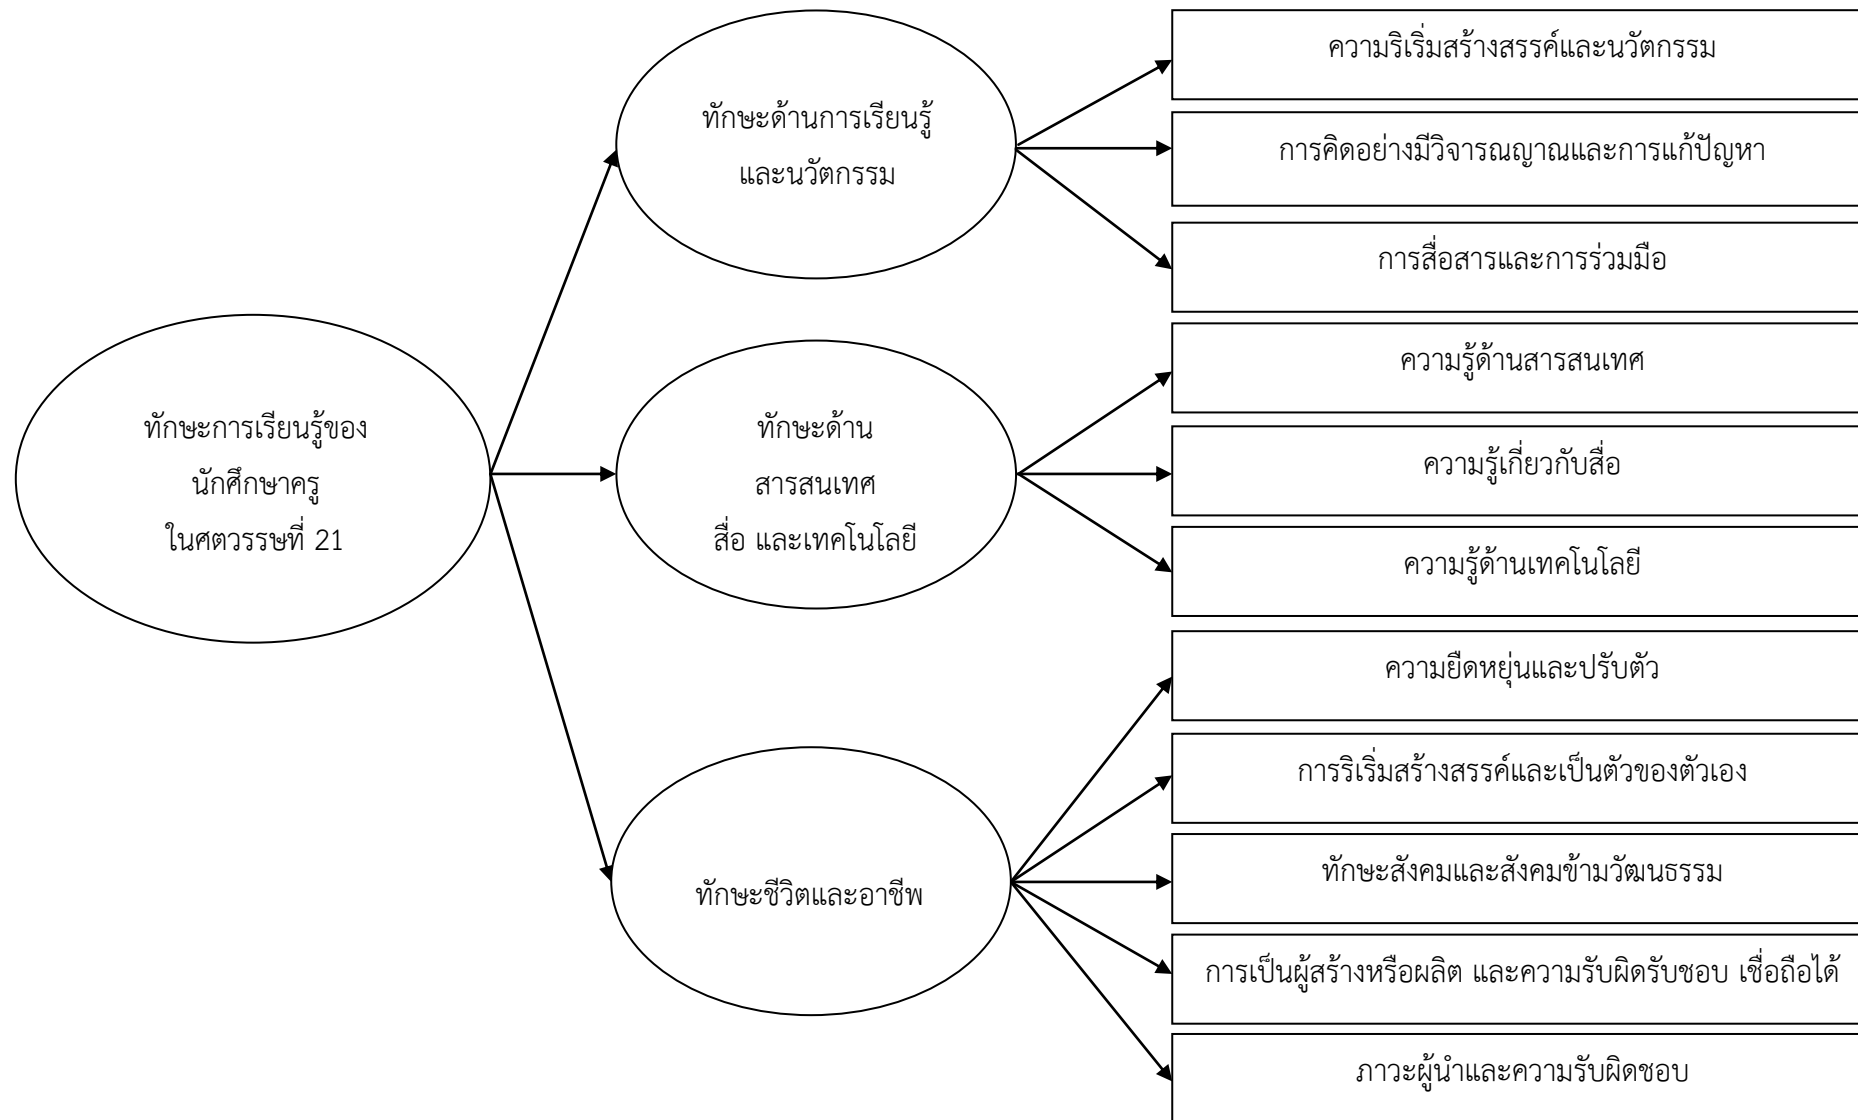 ทักษะการเรียนรู้ของ
นักศึกษาครู
ในศตวรรษที่ 21
ทักษะด้านการเรียนรู้
และนวัตกรรม
ทักษะด้าน
สารสนเทศ
สื่อ และเทคโนโลยี
ทักษะชีวิตและอาชีพ
ความริเริ่มสร้างสรรค์และนวัตกรรม
การคิดอย่างมีวิจารณญาณและการแก้ปัญหา
การสื่อสารและการร่วมมือ
ความรู้ด้านสารสนเทศ
ความรู้เกี่ยวกับสื่อ
ความรู้ด้านเทคโนโลยี
ความยืดหยุ่นและปรับตัว
การริเริ่มสร้างสรรค์และเป็นตัวของตัวเอง
ทักษะสังคมและสังคมข้ามวัฒนธรรม
การเป็นผู้สร้างหรือผลิต และความรับผิดรับชอบ เชื่อถือได้
ภาวะผู้นำและความรับผิดชอบ